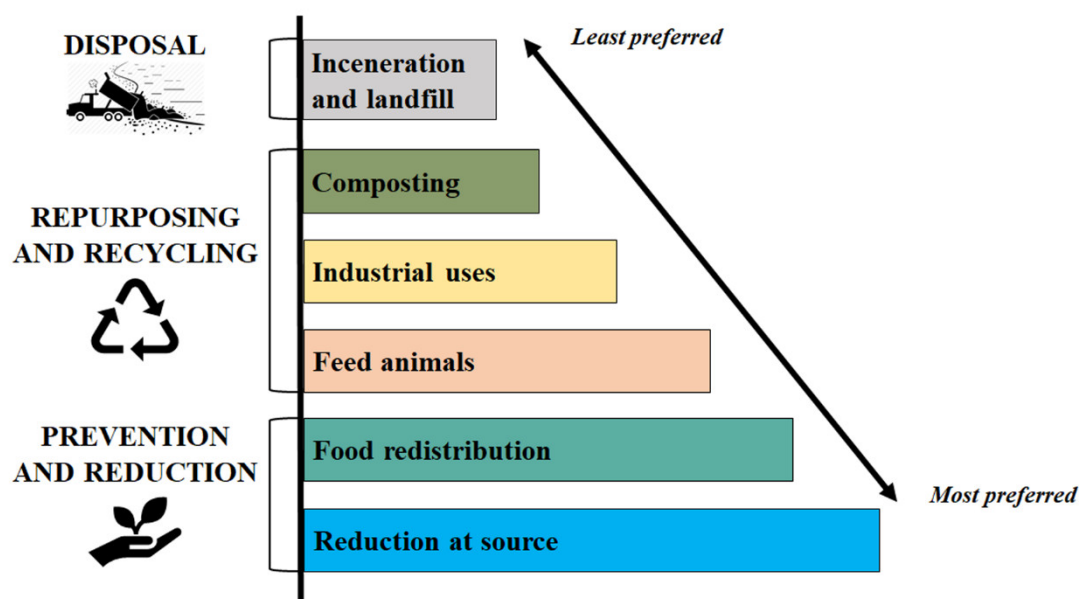 DISPOSAL
Inceneration
and landfill
Least preferred
Composting
REPURPOSING
AND RECYCLING
Industrial uses
Feed animals
PREVENTION
AND REDUCTION
Food redistribution
Most preferred
Reduction at source